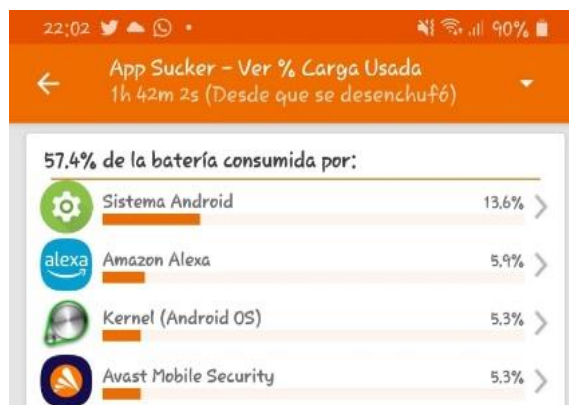 22:02 90%
App Sucker - Ver % Carga Usada
1h 42m 2s (Desde que se desenchufó)
57.4% de la batería consumida por:
Sistema Android 13,6%
alexa Amazon Alexa 5,9%
Kernel (Android OS) 5,3%
Avast Mobile Security 5,3%